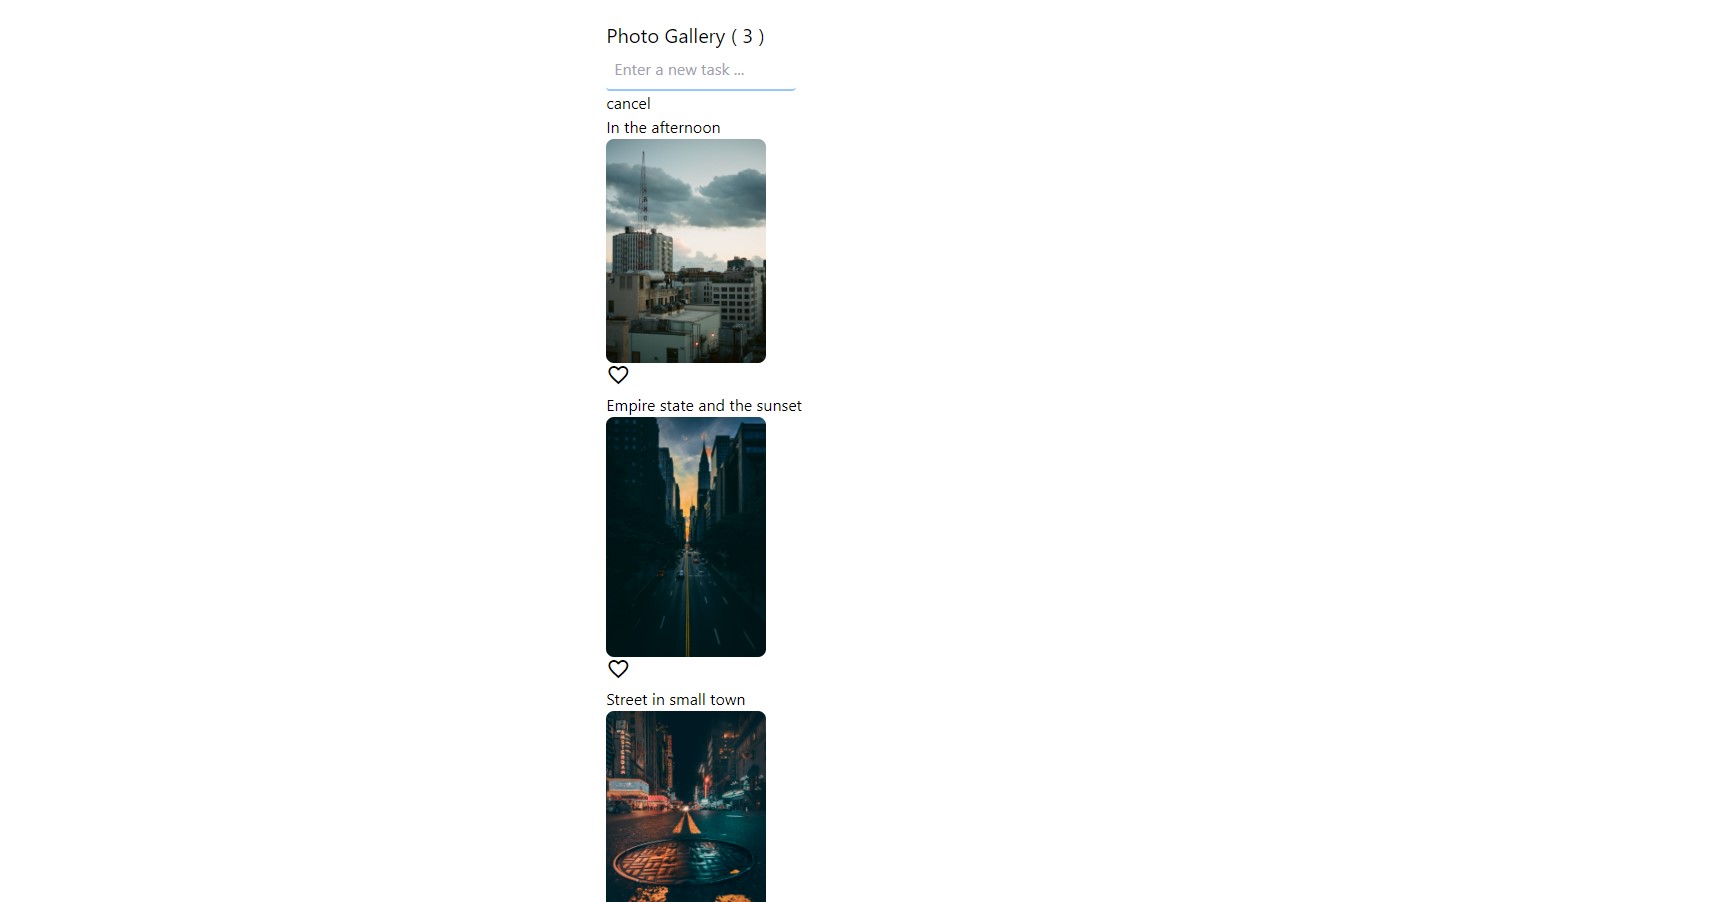 Photo Gallery ( 3 )
Enter a new task ...
cancel
In the afternoon
Empire state and the sunset
Street in small town